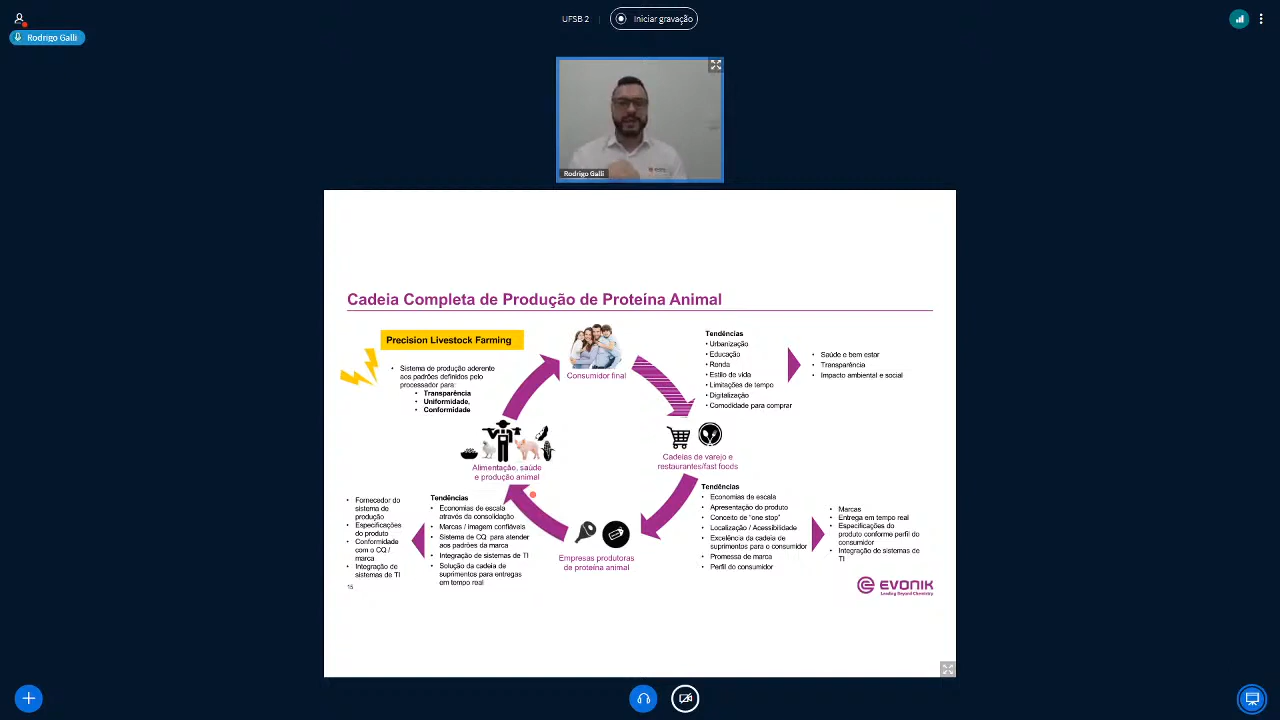 UFSB 2
Iniciar gravação
Rodrigo Galli
Rodrigo Galli
Cadeia Completa de Produção de Proteína Animal
Precision Livestock Farming
• Sistema de produção aderente
aos padrões definidos pelo
processador para:
• Transparência
• Uniformidade,
• Conformidade
Consumidor final
Tendências
• Urbanização
• Educação
• Ronda
• Estilo de vida
• Limitações de tempo
• Digitalização
• Comodidade para comprar
• Saúde e bem estar
• Transparência
• Impacto ambiental e social
Cadeias de varejo e
restaurantes/fast foods
Alimentação, saúde
e produção animal
Tendências
• Economias de escala
• Apresentação do produto
• Conceito de “one stop”
• Localização / Acessibilidade
• Excelência da cadeia de
suprimentos para o consumidor
• Promessa de marca
• Perfil do consumidor
• Marcas
• Entrega em tempo real
• Especificações do
produto conforme perfil do
consumidor
• Integração de sistemas de
TI
Empresas produtoras
de proteína animal
Tendências
• Economias de escala
através da consolidação
• Marcas / imagem confiáveis
• Sistema de CQ para atender
aos padrões da marca
• Integração de sistemas de TI
• Solução da cadeia de
suprimentos para entregas
em tempo real
• Fornecedor do
sistema de
produção
• Especificações
do produto
• Conformidade
com o CQ /
marca
• Integração de
sistemas de TI
15
EVONIK
Leading Beyond Chemistry